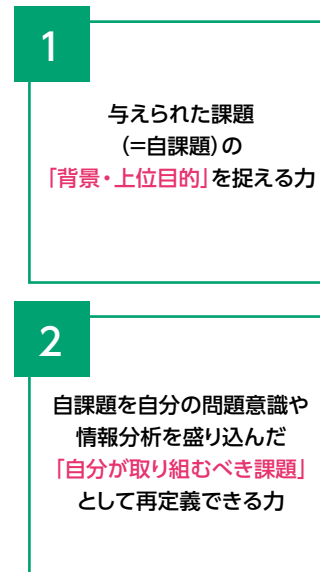 1
与えられた課題
(=自課題)の
「背景・上位目的」を捉える力
2
自課題を自分の問題意識や
情報分析を盛り込んだ
「自分が取り組むべき課題」
として再定義できる力